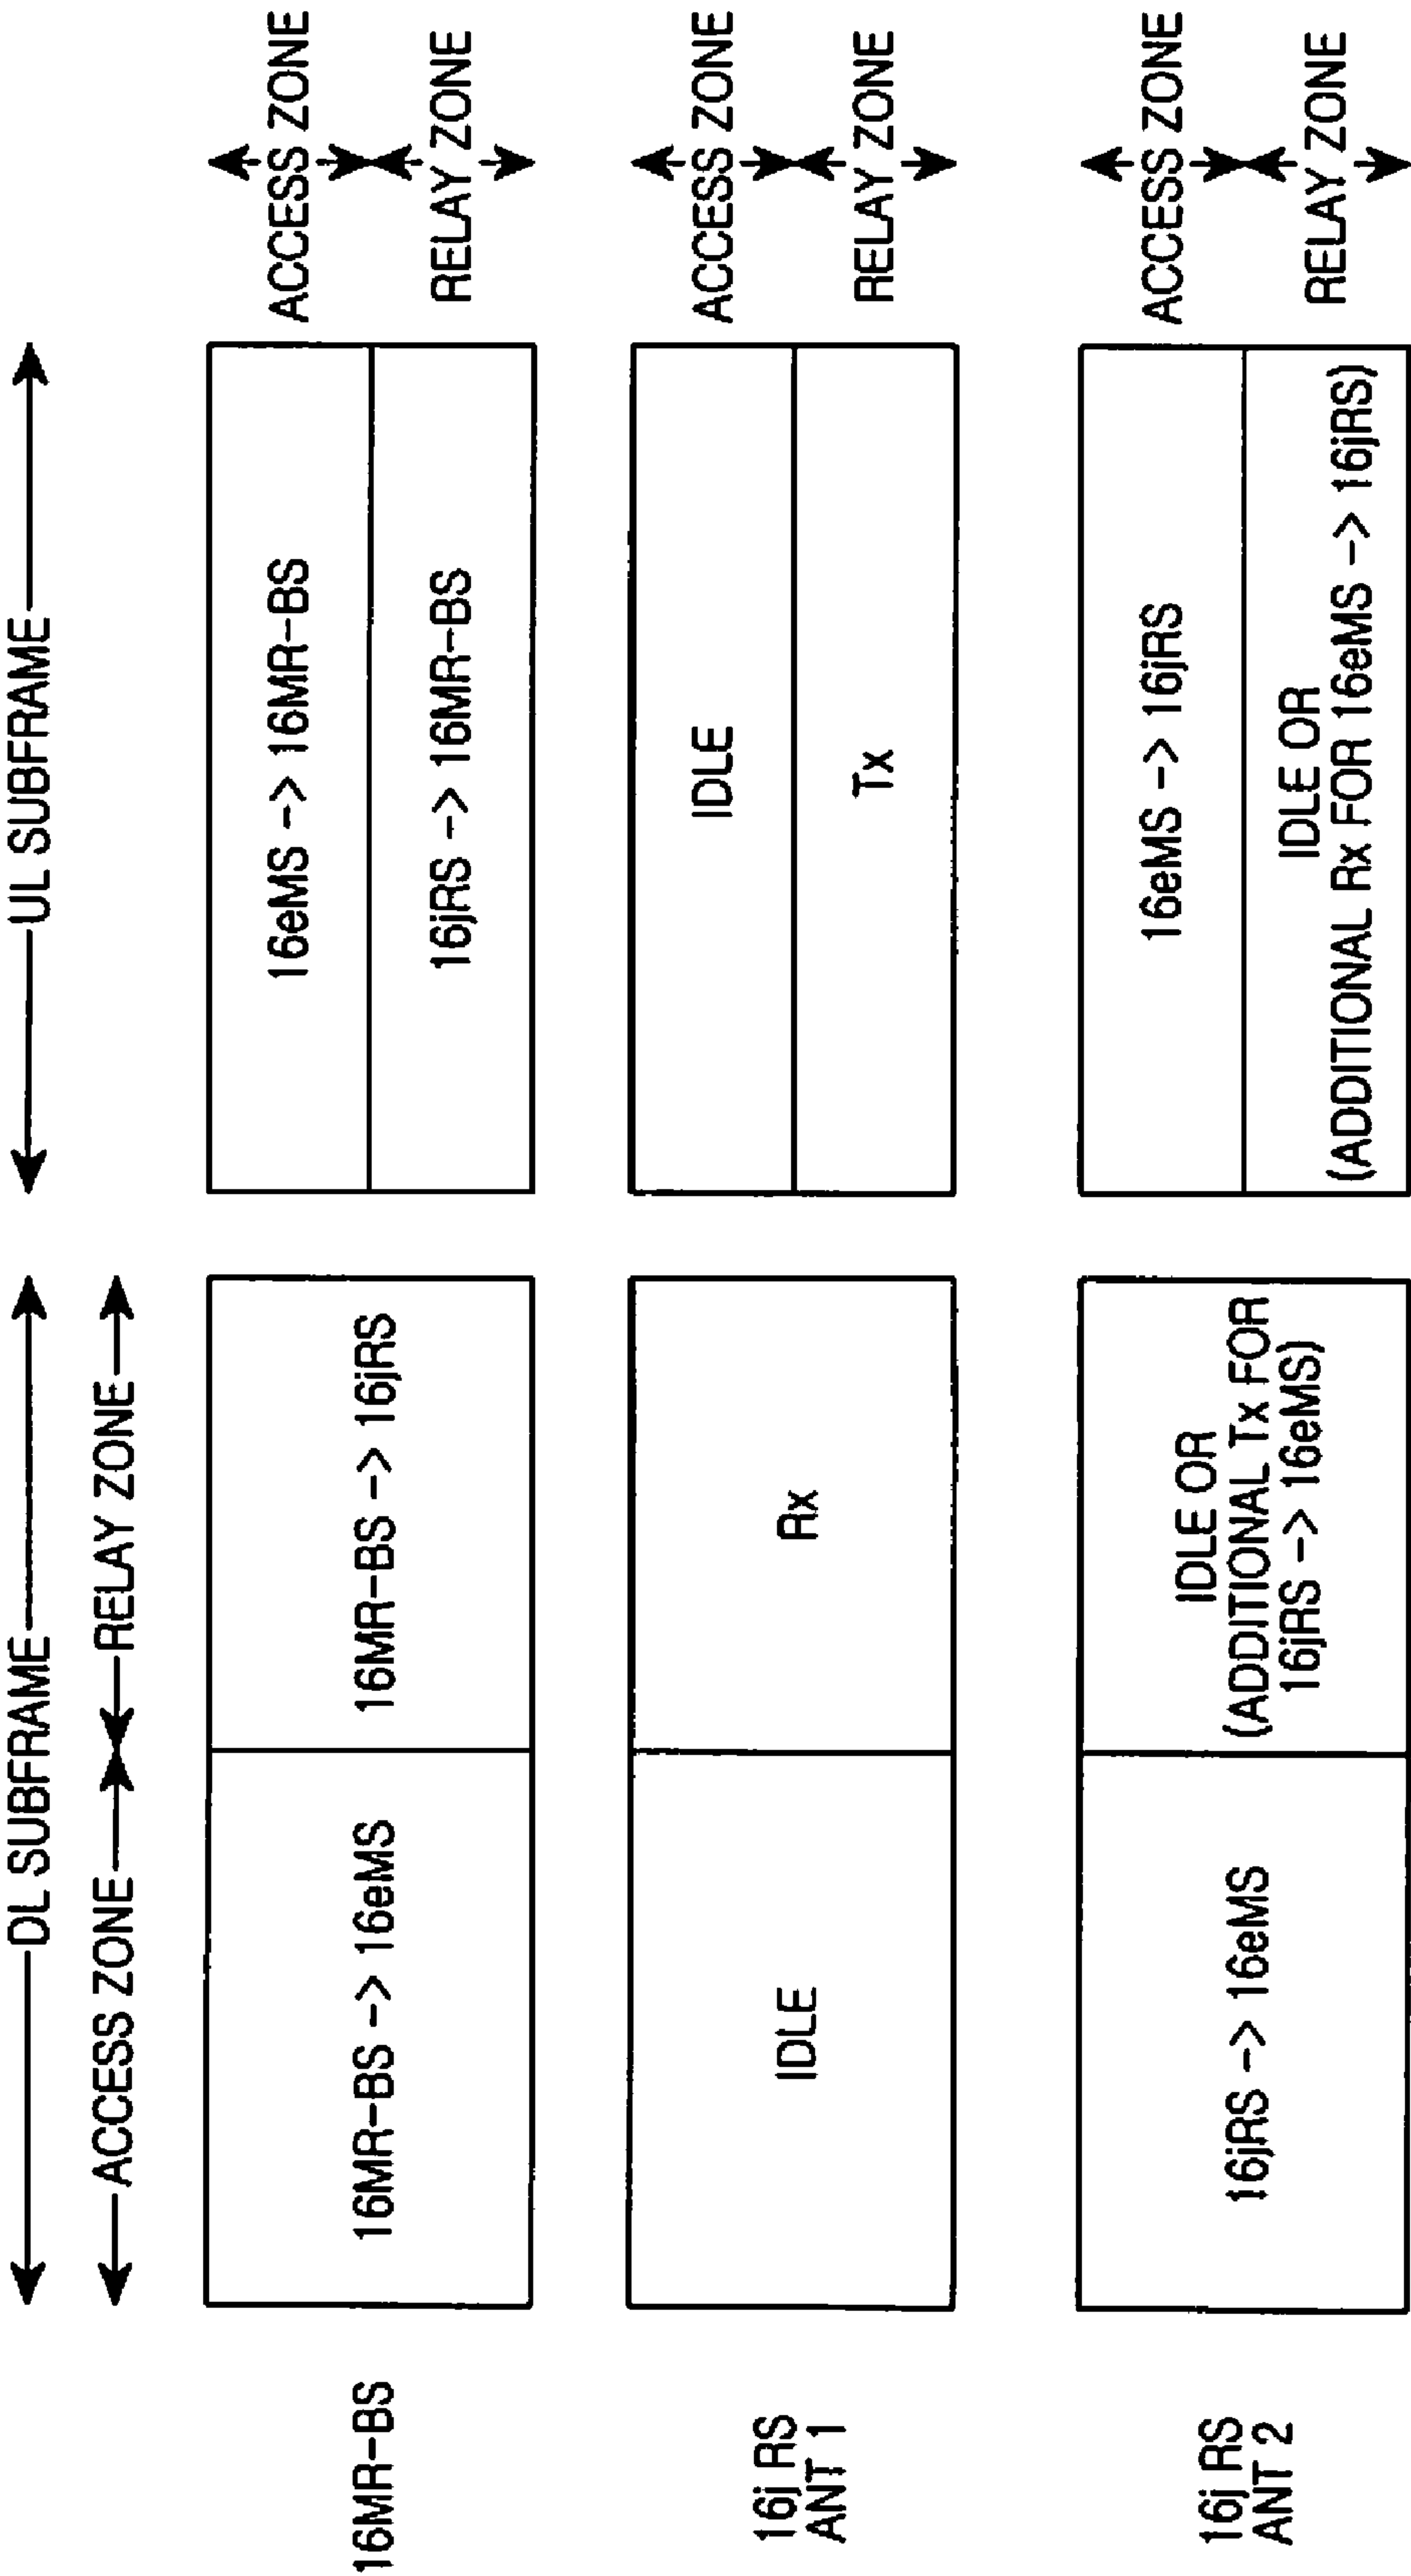 DL SUBFRAME
UL SUBFRAME
ACCESS ZONE
RELAY ZONE
16MR-BS
16MR-BS -> 16eMS
16MR-BS -> 16jRS
16eMS -> 16MR-BS
16jRS -> 16MR-BS
ACCESS ZONE
RELAY ZONE
16j RS
ANT 1
IDLE
Rx
IDLE
Tx
ACCESS ZONE
RELAY ZONE
16j RS
ANT 2
16jRS -> 16eMS
IDLE OR
(ADDITIONAL Tx FOR
16jRS -> 16eMS)
16eMS -> 16jRS
IDLE OR
(ADDITIONAL Rx FOR 16eMS -> 16jRS)
ACCESS ZONE
RELAY ZONE